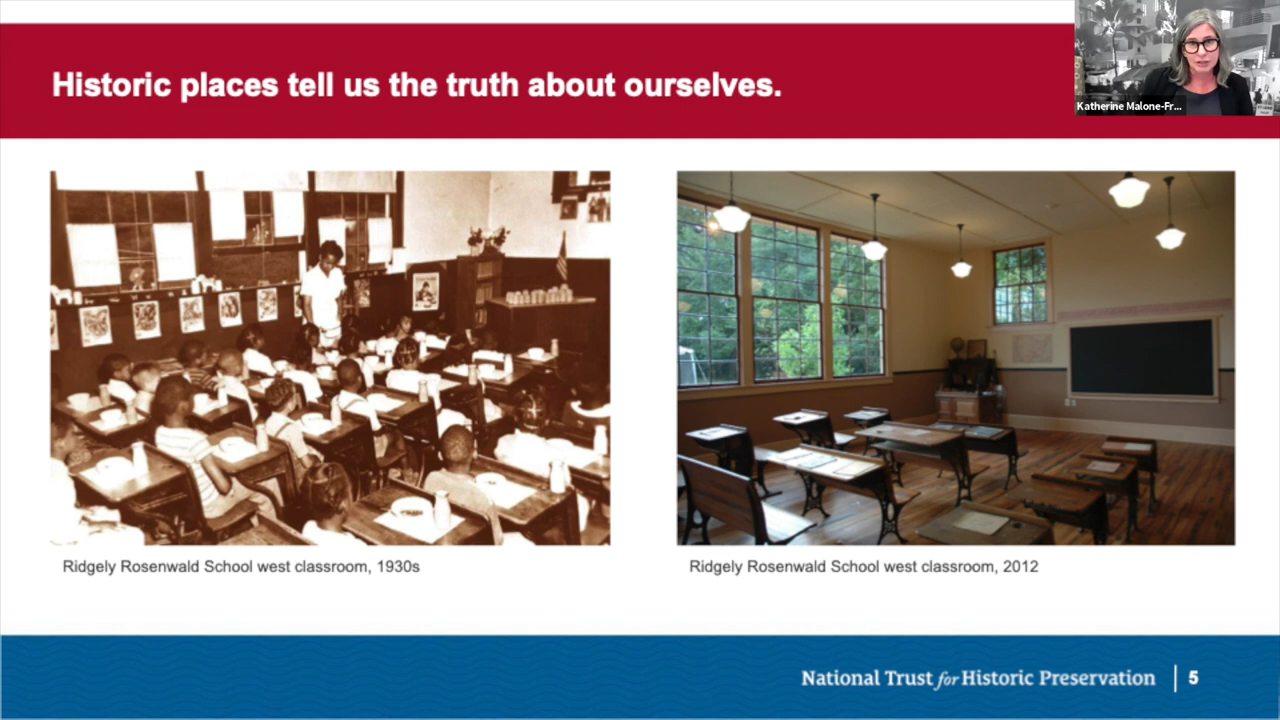 Historic places tell us the truth about ourselves.
Katherine Malone-Fr...
Ridgely Rosenwald School west classroom, 1930s
Ridgely Rosenwald School west classroom, 2012
National Trust for Historic Preservation | 5